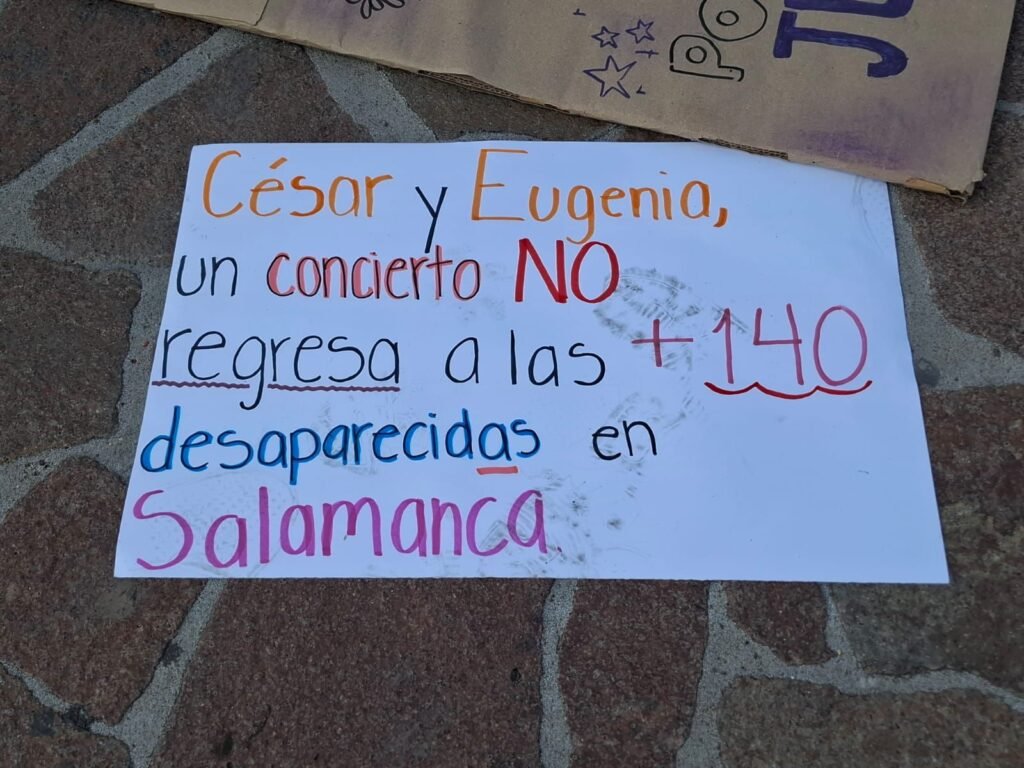 César y Eugenia,
un concierto NO
regresa a las +140
desaparecidas en
Salamanca